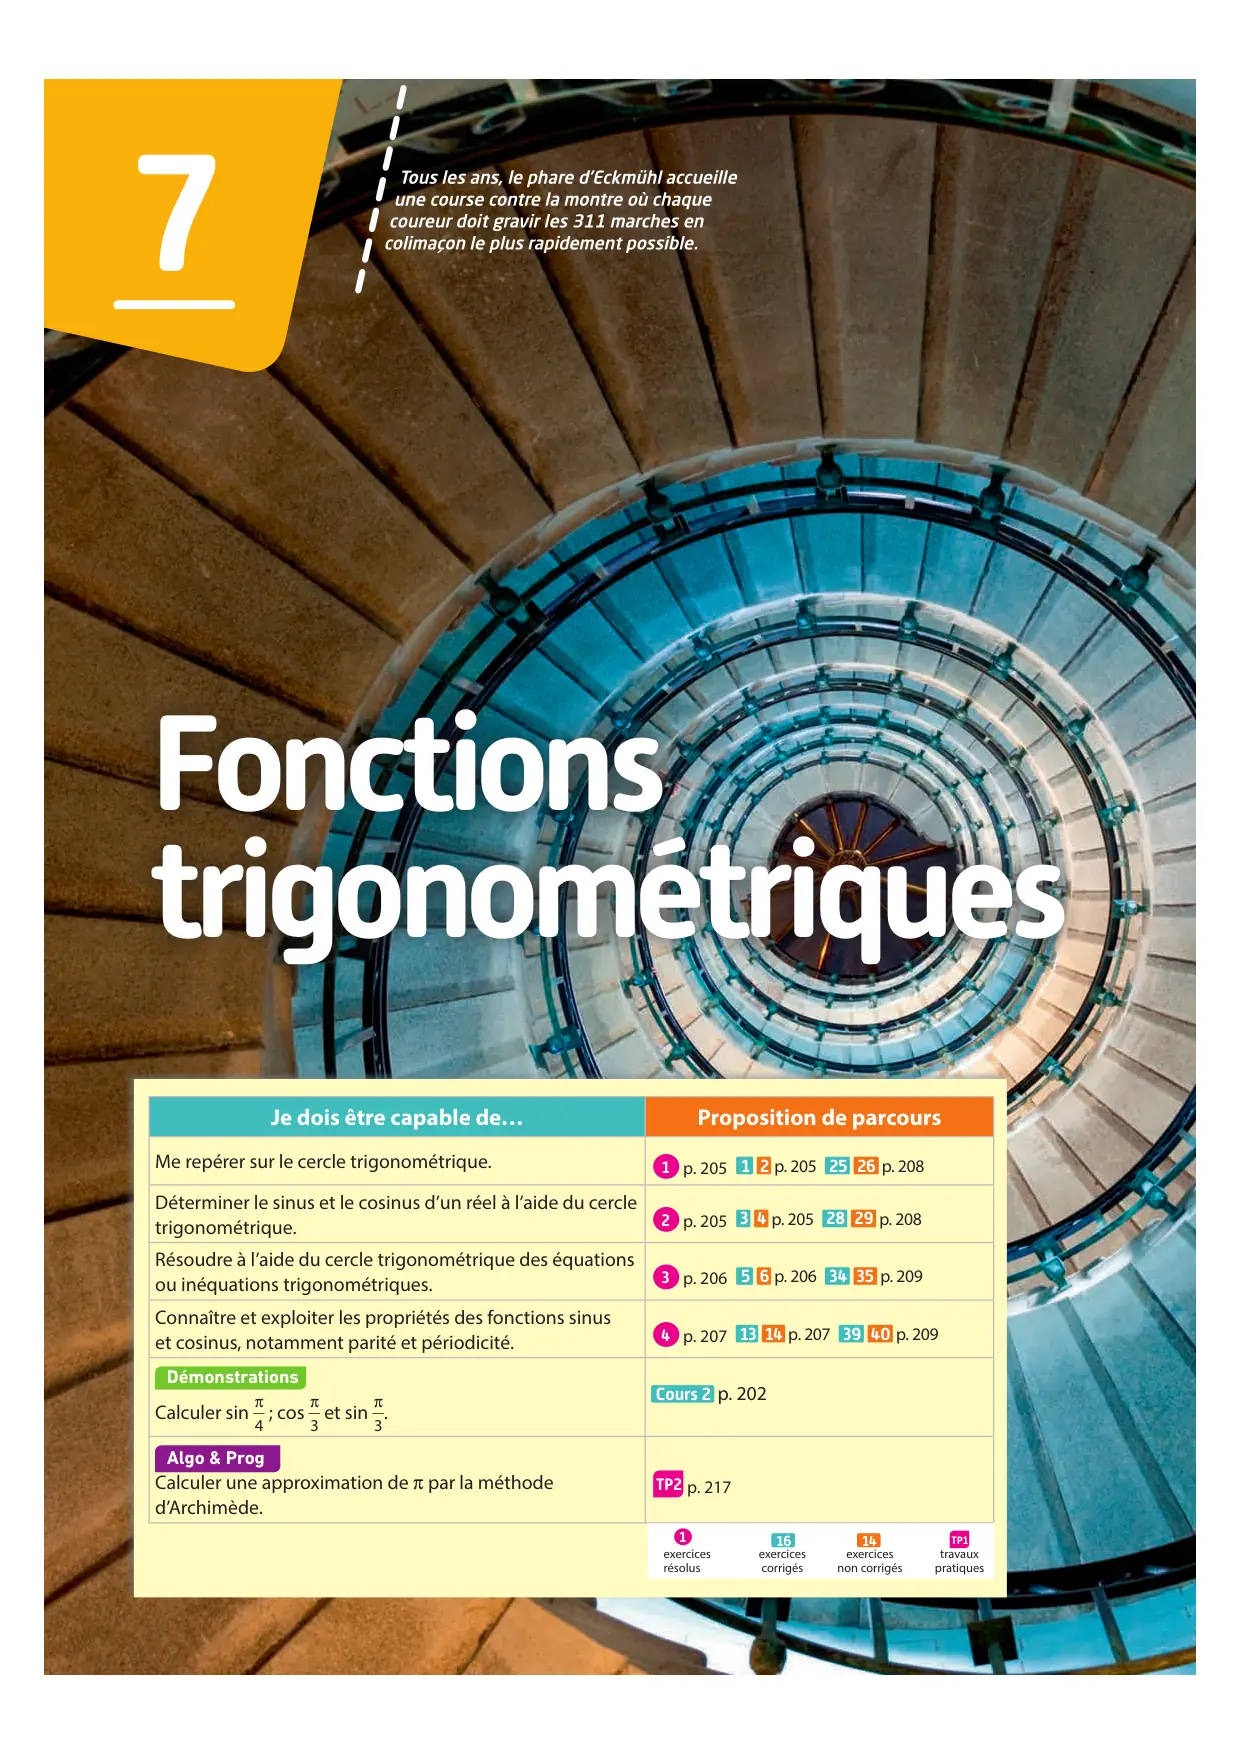 7
Tous les ans, le phare d’Eckmühl accueille
une course contre la montre où chaque
coureur doit gravir les 311 marches en
colimaçon le plus rapidement possible.
Fonctions
trigonométriques
Je dois être capable de… Proposition de parcours
Me repérer sur le cercle trigonométrique. 1 p. 205 1 2 p. 205 25 26 p. 208
Déterminer le sinus et le cosinus d’un réel à l’aide du cercle
trigonométrique. 2 p. 205 3 4 p. 205 28 29 p. 208
Résoudre à l’aide du cercle trigonométrique des équations
ou inéquations trigonométriques. 3 p. 206 5 6 p. 206 34 35 p. 209
Connaître et exploiter les propriétés des fonctions sinus
et cosinus, notamment parité et périodicité. 4 p. 207 13 14 p. 207 39 40 p. 209
Démonstrations
Calculer sin π/4 ; cos π/3 et sin π/3. Cours 2 p. 202
Algo & Prog
Calculer une approximation de π par la méthode
d’Archimède. TP2 p. 217
1 16 14 TP1
exercices exercices exercices travaux
résolus corrigés non corrigés pratiques